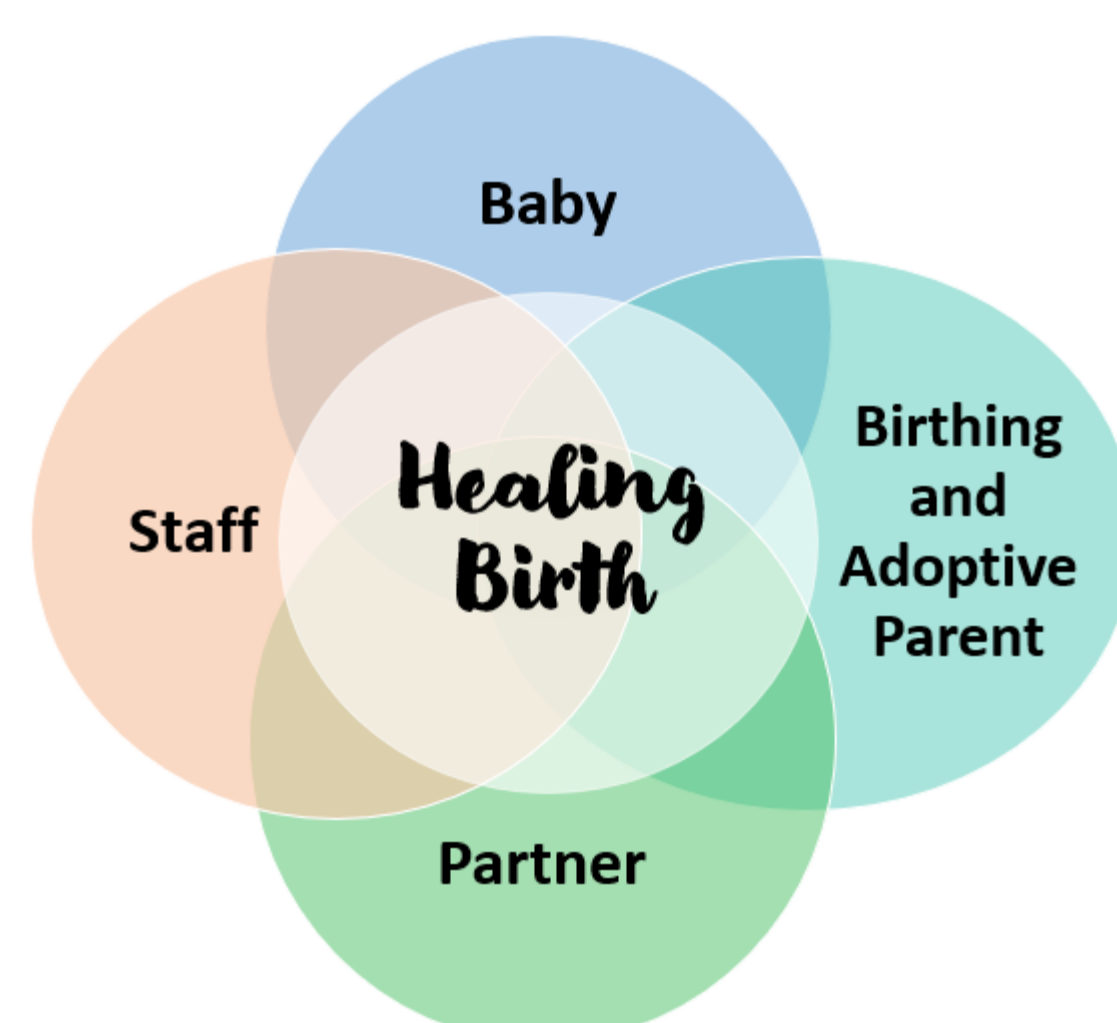 Baby
Staff
Healing
Birth
Birthing
and
Adoptive
Parent
Partner